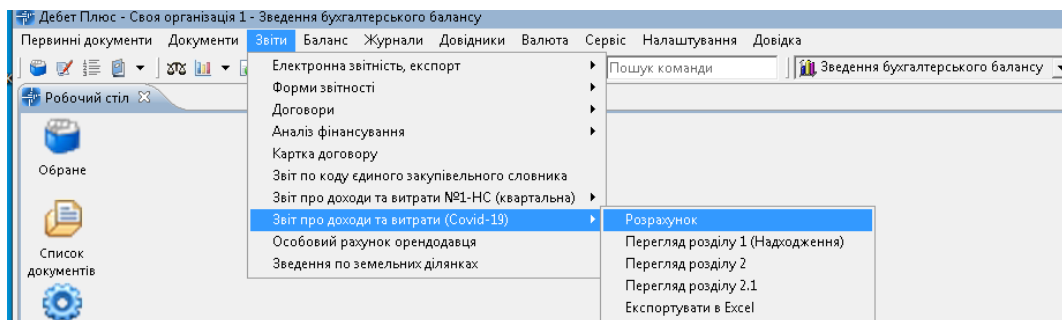 Дебет Плюс - Своя організація 1 - Зведення бухгалтерського балансу
Первинні документи Документи Звіти Баланс Журнали Довідники Валюта Сервіс Налаштування Довідка
Пошук команди Зведення бухгалтерського балансу
Робочий стіл
Обране
Список
документів
Електронна звітність, експорт
Форми звітності
Договори
Аналіз фінансування
Картка договору
Звіт по коду єдиного закупівельного словника
Звіт про доходи та витрати №1-НС (квартальна)
Звіт про доходи та витрати (Covid-19)
Особовий рахунок орендодавця
Зведення по земельних ділянках
Розрахунок
Перегляд розділу 1 (Надходження)
Перегляд розділу 2
Перегляд розділу 2.1
Експортувати в Excel